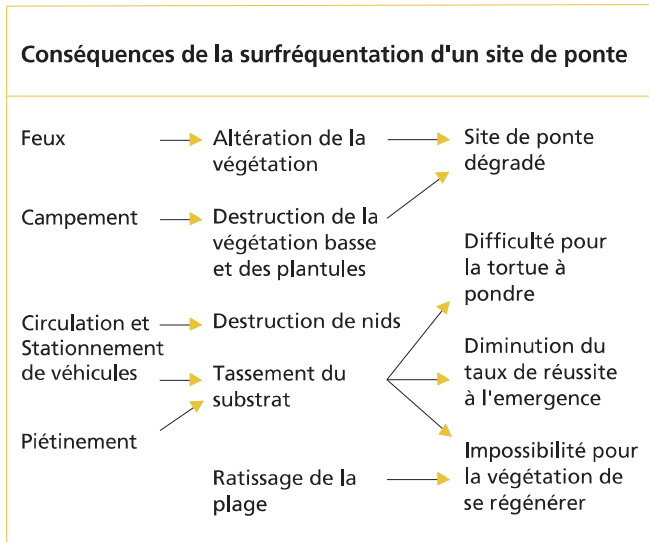 Conséquences de la surfréquentation d'un site de ponte
Feux
Altération de la
végétation
Site de ponte
dégradé
Campement
Destruction de la
végétation basse
et des plantules
Difficulté pour
la tortue à
pondre
Circulation et
Stationnement
de véhicules
Destruction de nids
Tassement du
substrat
Diminution du
taux de réussite
à l'emergence
Piétinement
Impossibilité pour
la végétation de
se régénérer
Ratissage de la
plage